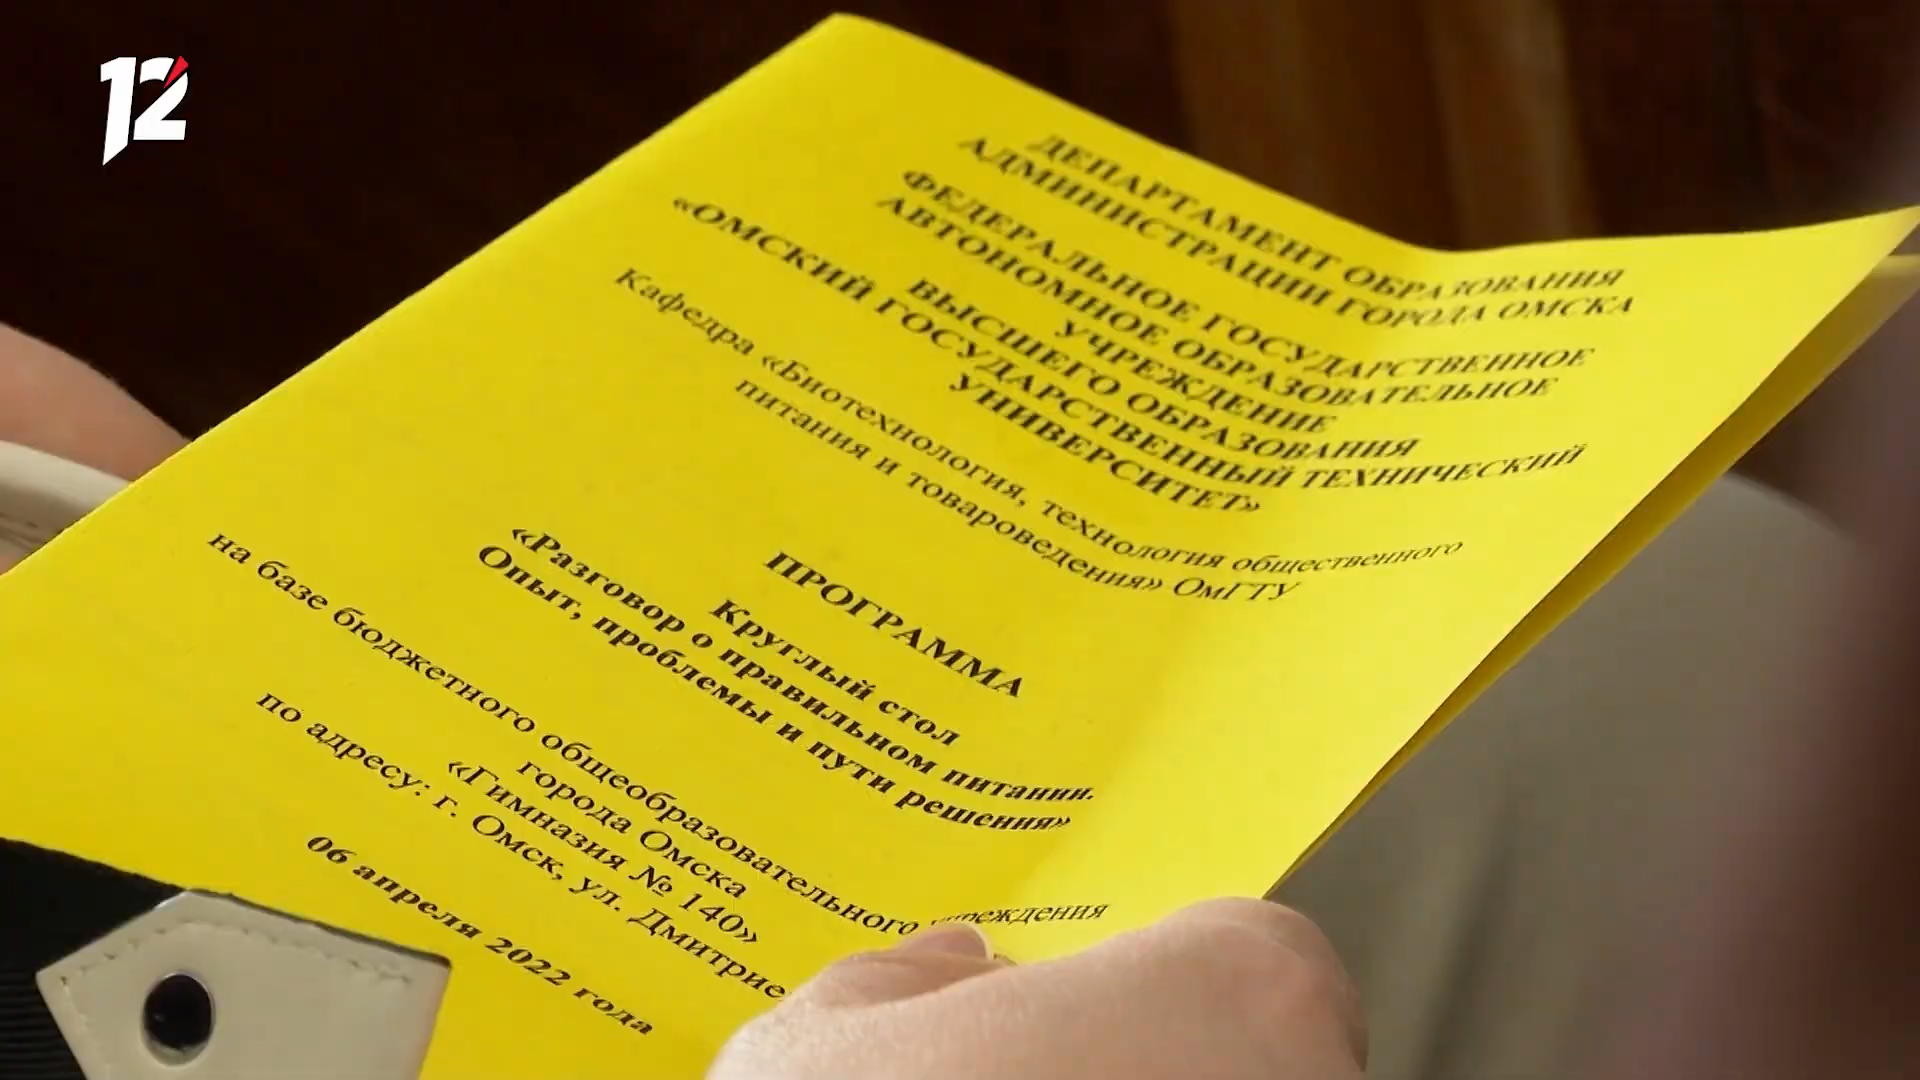 12
ДЕПАРТАМЕНТ ОБРАЗОВАНИЯ
АДМИНИСТРАЦИИ ГОРОДА ОМСКА
ФЕДЕРАЛЬНОЕ ГОСУДАРСТВЕННОЕ
АВТОНОМНОЕ ОБРАЗОВАТЕЛЬНОЕ
УЧРЕЖДЕНИЕ
ВЫСШЕГО ОБРАЗОВАНИЯ
«ОМСКИЙ ГОСУДАРСТВЕННЫЙ ТЕХНИЧЕСКИЙ
УНИВЕРСИТЕТ»
Кафедра «Биотехнология, технология общественного
питания и товароведения» ОмГТУ
ПРОГРАММА
Круглый стол
«Разговор о правильном питании.
Опыт, проблемы и пути решения»
на базе бюджетного общеобразовательного учреждения
города Омска
«Гимназия № 140»
по адресу: г. Омск, ул.
06 апреля 2022 года